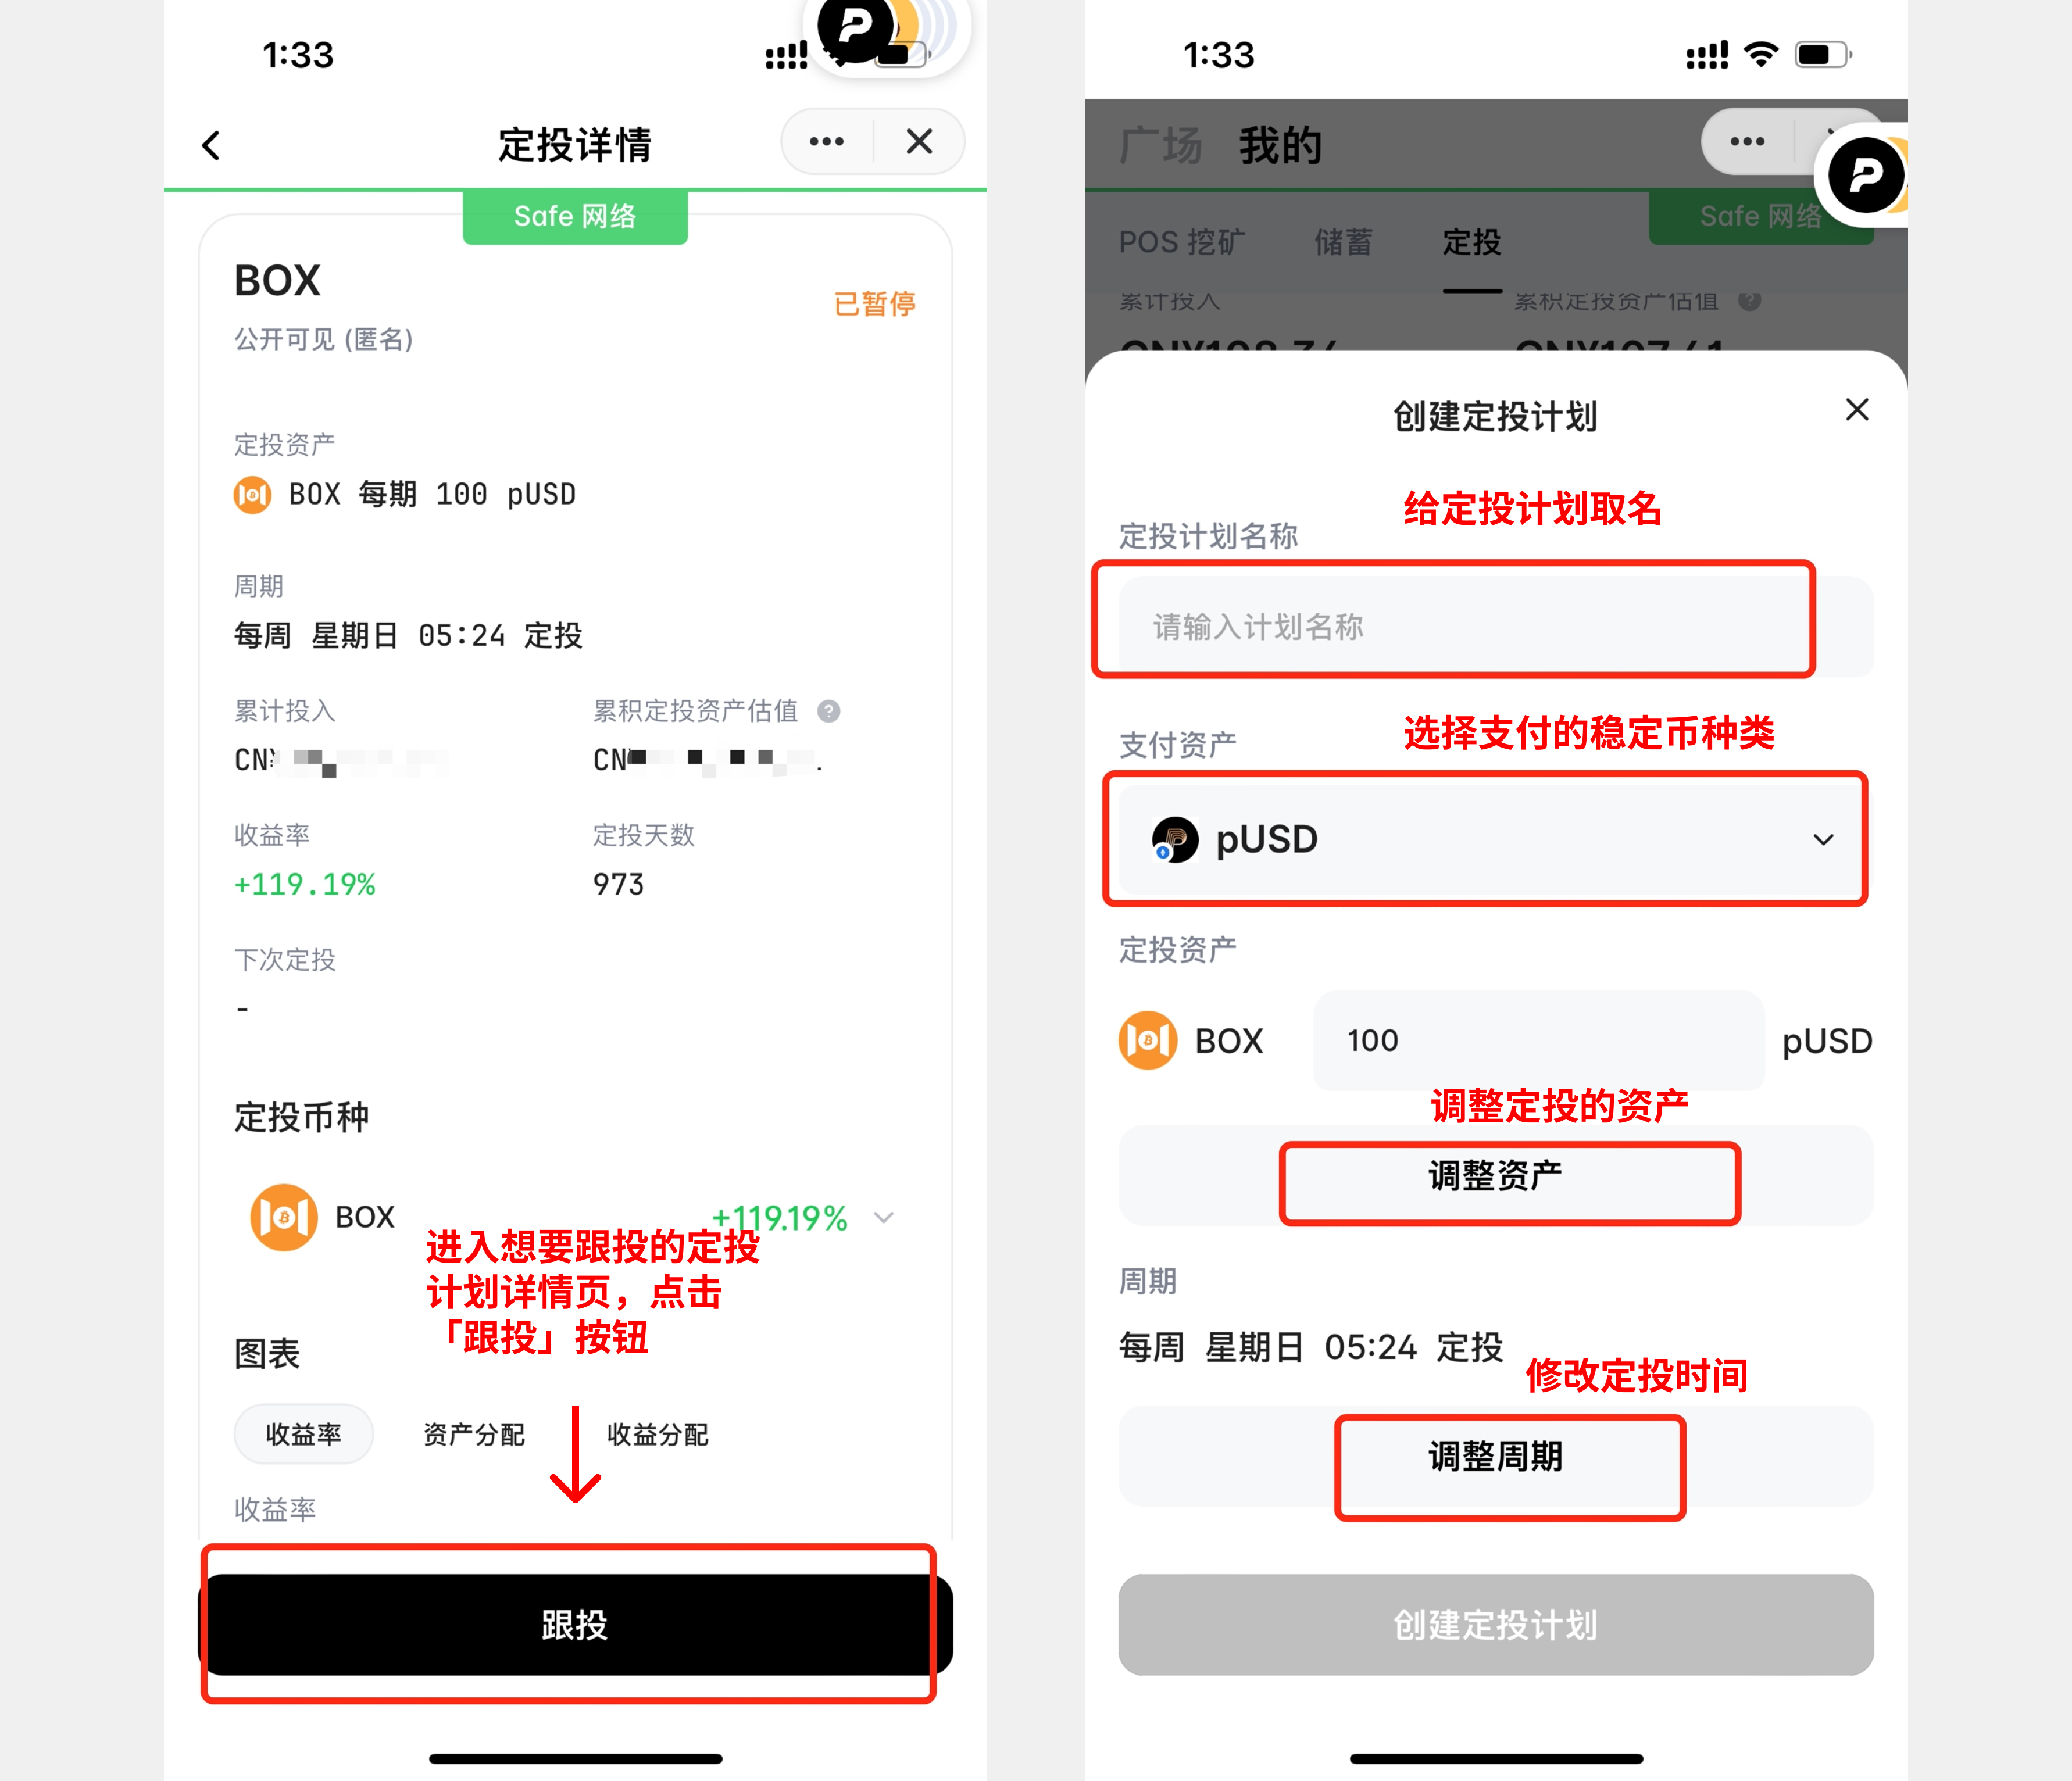 1:33
定投详情
Safe 网络
BOX
已暂停
公开可见 (匿名)
定投资产
BOX 每期 100 pUSD
周期
每周 星期日 05:24 定投
累计投入
累积定投资产估值 ?
CN
CN
收益率
定投天数
+119.19%
973
下次定投
-
定投币种
BOX
+119.19%
进入想要跟投的定投
计划详情页，点击
「跟投」按钮
图表
收益率
资产分配
收益分配
收益率
跟投
1:33
广场
我的
Safe 网络
POS 挖矿
储蓄
定投
累计投入
累积定投资产估值 ?
创建定投计划
给定投计划取名
定投计划名称
请输入计划名称
选择支付的稳定币种类
支付资产
pUSD
定投资产
BOX
100
pUSD
调整定投的资产
调整资产
周期
每周 星期日 05:24 定投
修改定投时间
调整周期
创建定投计划